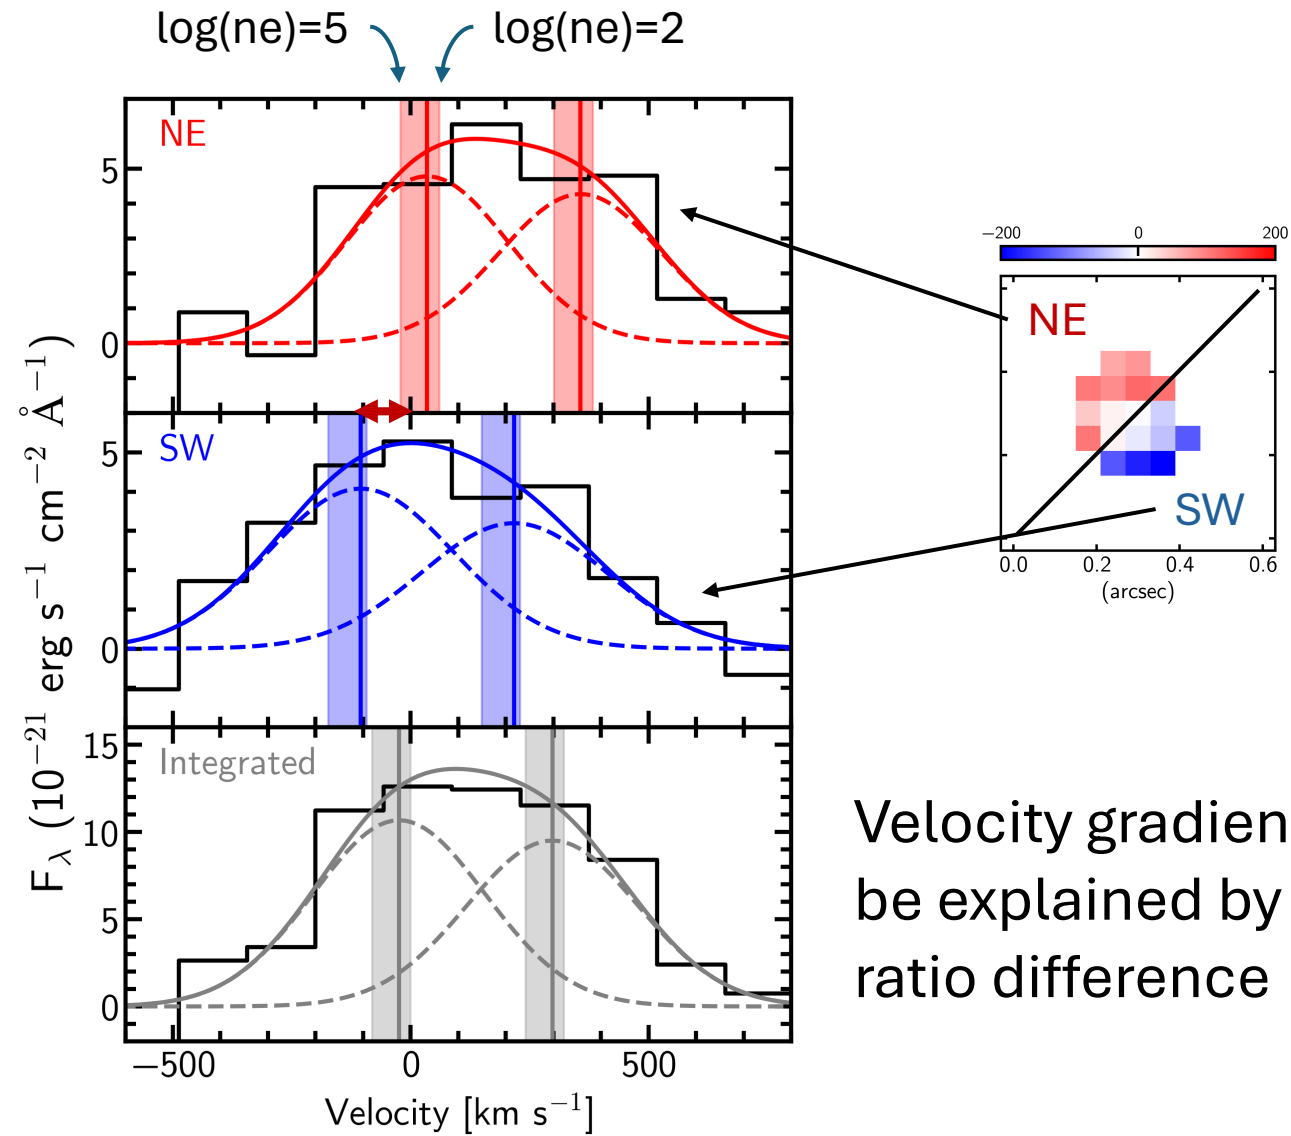 log(ne)=5 log(ne)=2
NE
5
0
SW
5
0
Integrated
15
10
5
0
−500 0 500
Velocity [km s−1]
Fλ (10−21 erg s−1 cm−2 Å−1)
−200 0 200
NE
SW
0.0 0.2 0.4 0.6
(arcsec)
Velocity gradien
be explained by
ratio difference